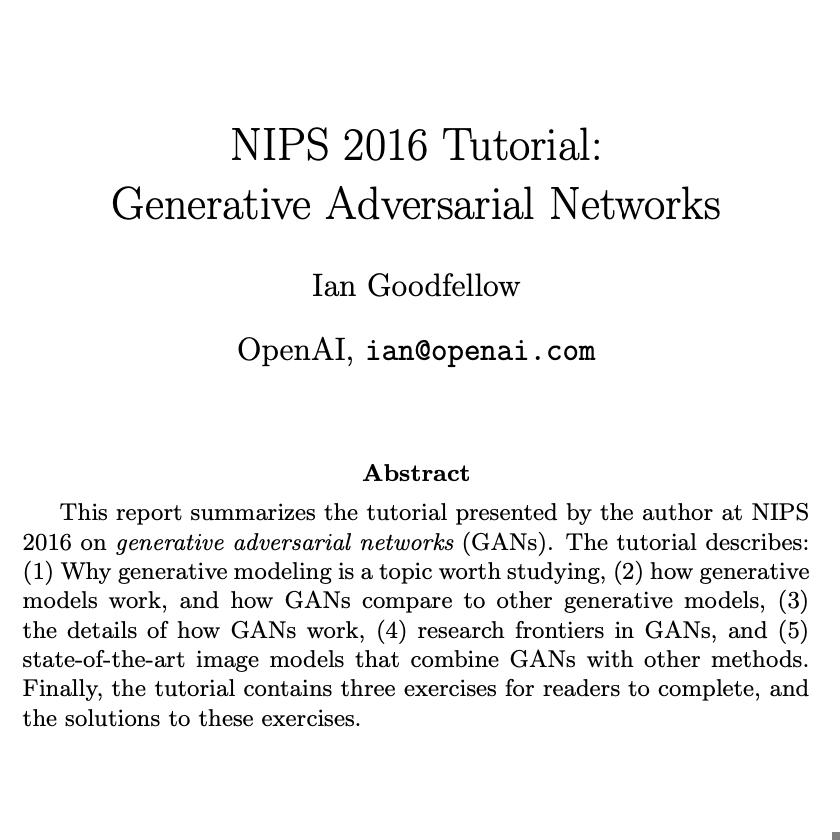 NIPS 2016 Tutorial:
Generative Adversarial Networks
Ian Goodfellow
OpenAI, ian@openai.com
Abstract
This report summarizes the tutorial presented by the author at NIPS
2016 on generative adversarial networks (GANs). The tutorial describes:
(1) Why generative modeling is a topic worth studying, (2) how generative
models work, and how GANs compare to other generative models, (3)
the details of how GANs work, (4) research frontiers in GANs, and (5)
state-of-the-art image models that combine GANs with other methods.
Finally, the tutorial contains three exercises for readers to complete, and
the solutions to these exercises.